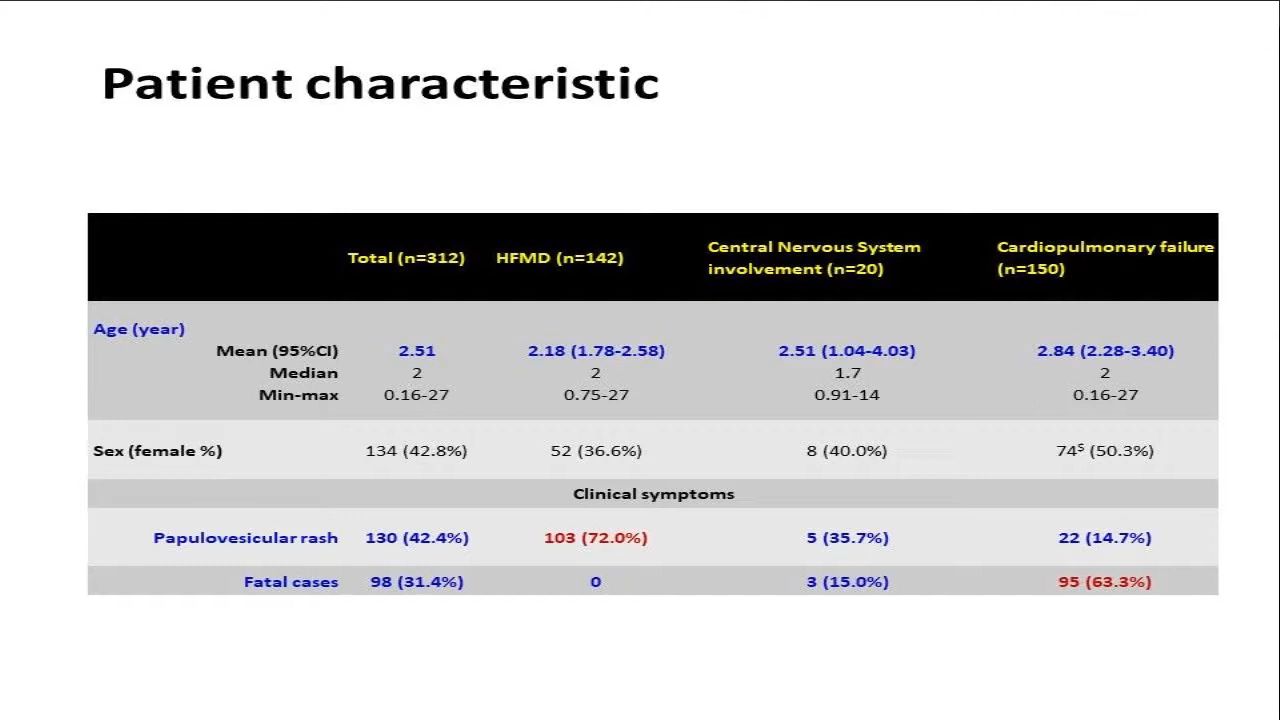 Patient characteristic
Total (n=312) HFMD (n=142) Central Nervous System involvement (n=20) Cardiopulmonary failure (n=150)
Age (year)
Mean (95%CI) 2.51 2.18 (1.78-2.58) 2.51 (1.04-4.03) 2.84 (2.28-3.40)
Median 2 2 1.7 2
Min-max 0.16-27 0.75-27 0.91-14 0.16-27
Sex (female %) 134 (42.8%) 52 (36.6%) 8 (40.0%) 74$ (50.3%)
Clinical symptoms
Papulovesicular rash 130 (42.4%) 103 (72.0%) 5 (35.7%) 22 (14.7%)
Fatal cases 98 (31.4%) 0 3 (15.0%) 95 (63.3%)